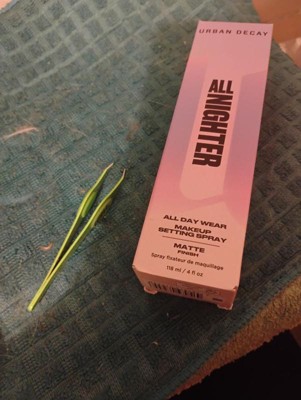 URBAN DECAY
ALL
NIGHTER
ALL DAY WEAR
MAKEUP
SETTING SPRAY
MATTE
FINISH
Spray fixateur de maquillage
118 ml / 4 fl oz